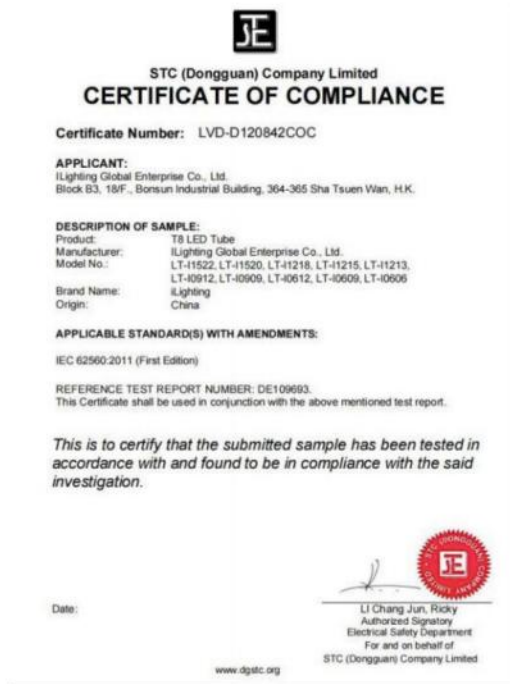 STC (Dongguan) Company Limited
CERTIFICATE OF COMPLIANCE
Certificate Number: LVD-D120842COC
APPLICANT:
ILighting Global Enterprise Co., Ltd.
Block B3, 18/F., Bonsun Industrial Building, 364-365 Sha Tsuen Wan, H.K.
DESCRIPTION OF SAMPLE:
Product: T8 LED Tube
Manufacturer: ILighting Global Enterprise Co., Ltd.
Model No.: LT-I1522, LT-I1520, LT-I1218, LT-I1215, LT-I1213,
LT-I0912, LT-I0909, LT-I0612, LT-I0609, LT-I0606
Brand Name: iLighting
Origin: China
APPLICABLE STANDARD(S) WITH AMENDMENTS:
IEC 62560:2011 (First Edition)
REFERENCE TEST REPORT NUMBER: DE109693.
This Certificate shall be used in conjunction with the above mentioned test report.
This is to certify that the submitted sample has been tested in
accordance with and found to be in compliance with the said
investigation.
STC (DONGGUAN) COMPANY LIMITED
Date:
LI Chang Jun, Ricky
Authorized Signatory
Electrical Safety Department
For and on behalf of
STC (Dongguan) Company Limited
www.dgstc.org